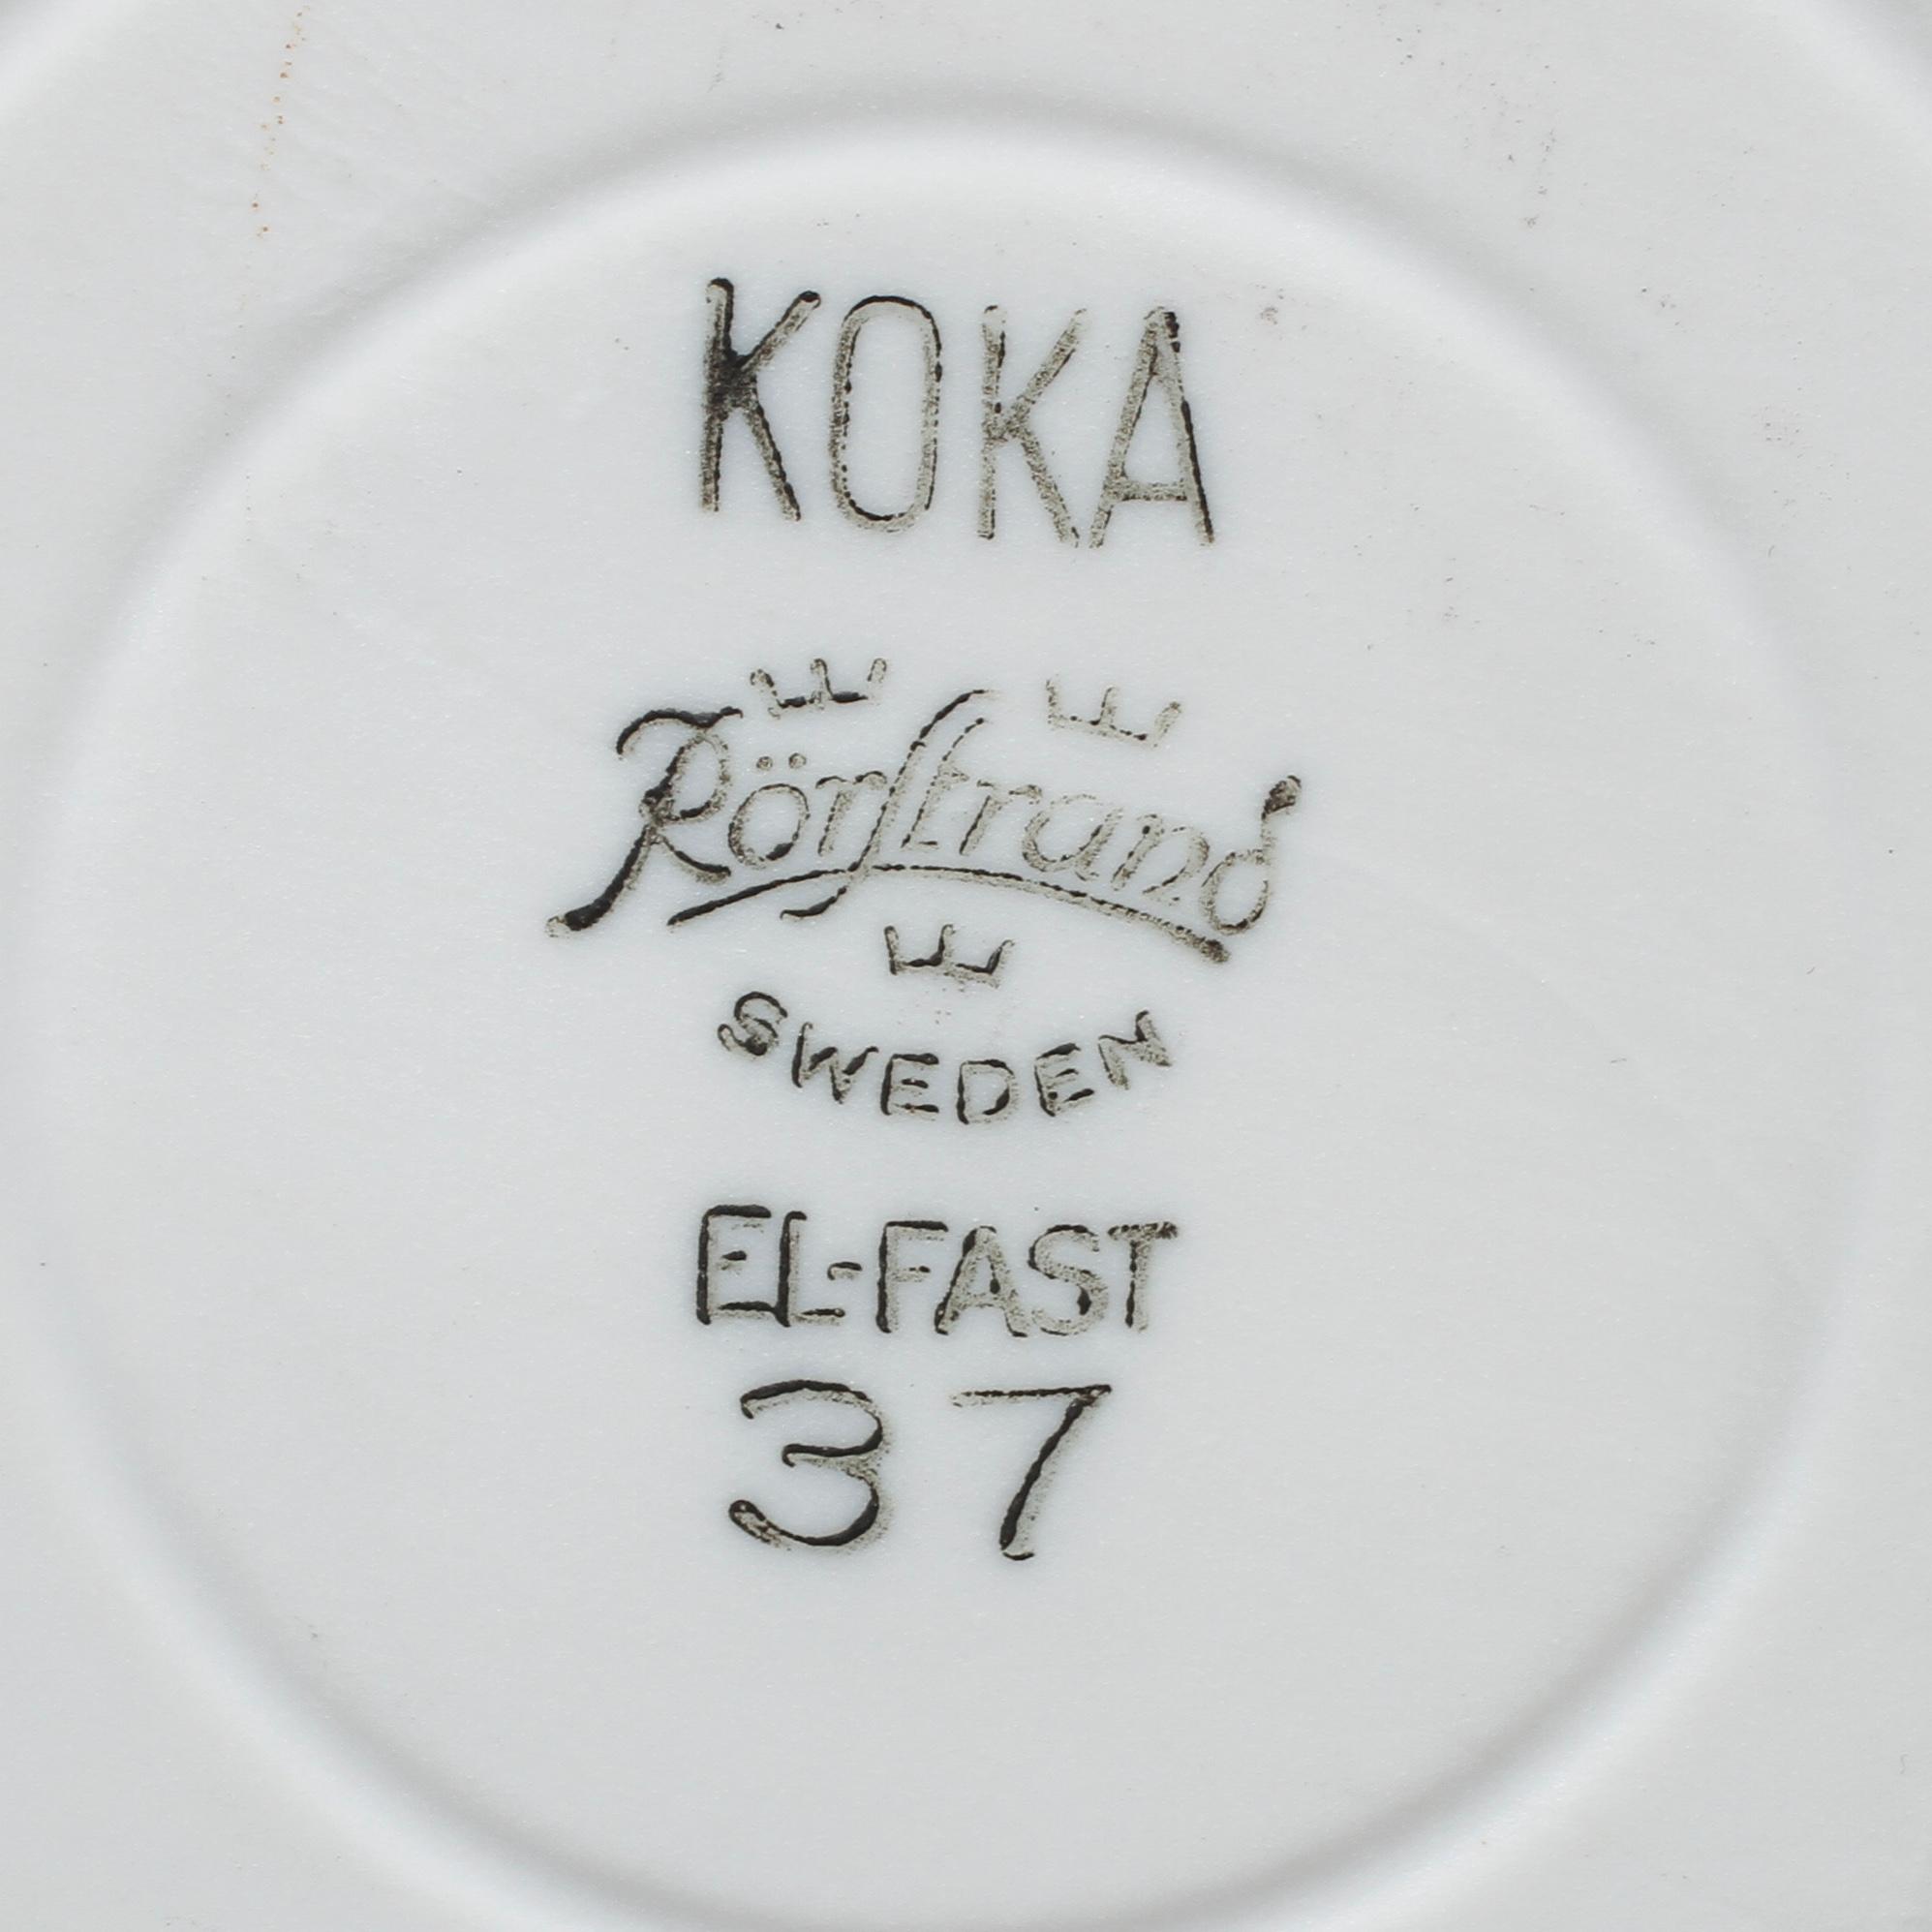 KOKA
Rörstrand
SWEDEN
EL-FAST
37